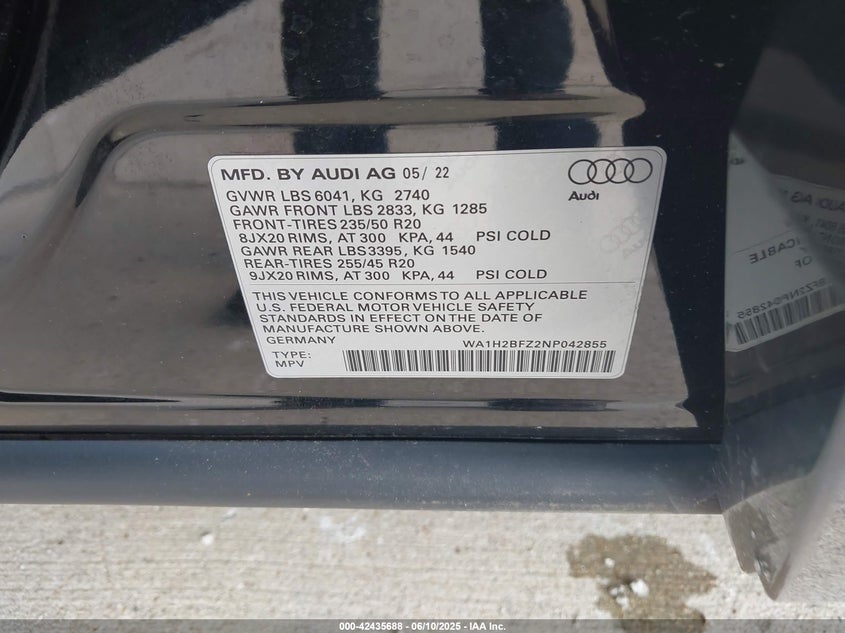 MFD. BY AUDI AG 05/ 22
Audi
GVWR LBS 6041, KG 2740
GAWR FRONT LBS 2833, KG 1285
FRONT-TIRES 235/50 R20
8JX20 RIMS, AT 300 KPA, 44 PSI COLD
GAWR REAR LBS3395, KG 1540
REAR-TIRES 255/45 R20
9JX20 RIMS, AT 300 KPA, 44 PSI COLD
THIS VEHICLE CONFORMS TO ALL APPLICABLE
U.S. FEDERAL MOTOR VEHICLE SAFETY
STANDARDS IN EFFECT ON THE DATE OF
MANUFACTURE SHOWN ABOVE.
GERMANY WA1H2BFZ2NP042855
TYPE:
MPV
000-42435688 - 06/10/2025 - IAA Inc.